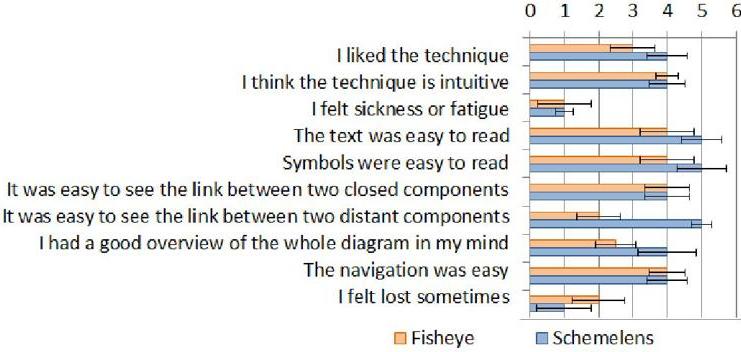 0 1 2 3 4 5 6
I liked the technique
I think the technique is intuitive
I felt sickness or fatigue
The text was easy to read
Symbols were easy to read
It was easy to see the link between two closed components
It was easy to see the link between two distant components
I had a good overview of the whole diagram in my mind
The navigation was easy
I felt lost sometimes
Fisheye Schemelens